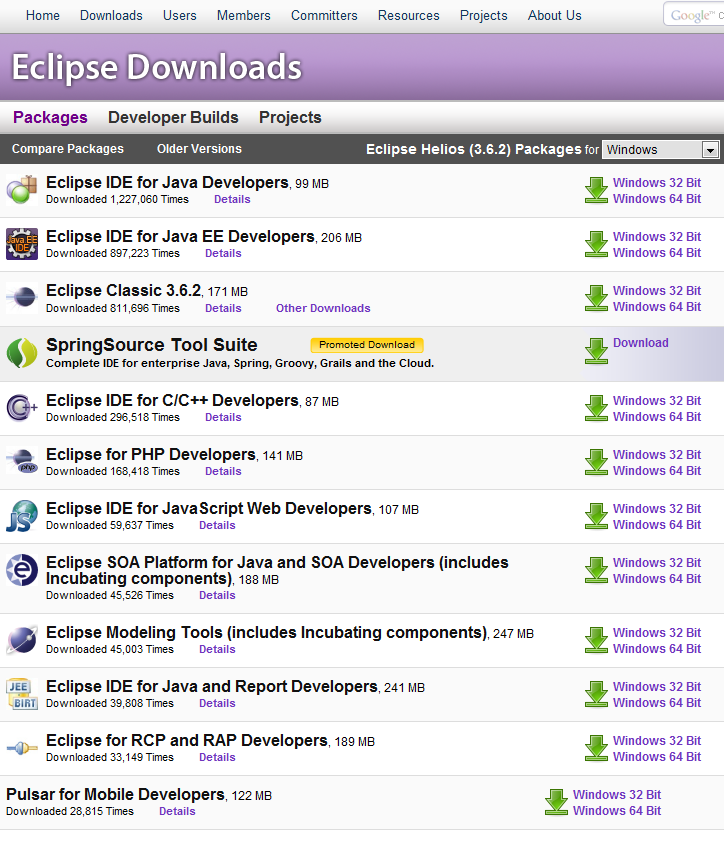 Home Downloads Users Members Committers Resources Projects About Us Google™ C
Eclipse Downloads
Packages Developer Builds Projects
Compare Packages Older Versions Eclipse Helios (3.6.2) Packages for Windows
Eclipse IDE for Java Developers, 99 MB Windows 32 Bit
Downloaded 1,227,060 Times Details Windows 64 Bit
Java EE
IDE
Eclipse IDE for Java EE Developers, 206 MB Windows 32 Bit
Downloaded 897,223 Times Details Windows 64 Bit
Eclipse Classic 3.6.2, 171 MB Windows 32 Bit
Downloaded 811,696 Times Details Other Downloads Windows 64 Bit
SpringSource Tool Suite Promoted Download Download
Complete IDE for enterprise Java, Spring, Groovy, Grails and the Cloud.
C++
Eclipse IDE for C/C++ Developers, 87 MB Windows 32 Bit
Downloaded 296,518 Times Details Windows 64 Bit
php
Eclipse for PHP Developers, 141 MB Windows 32 Bit
Downloaded 168,418 Times Details Windows 64 Bit
JS
Eclipse IDE for JavaScript Web Developers, 107 MB Windows 32 Bit
Downloaded 59,637 Times Details Windows 64 Bit
e
Eclipse SOA Platform for Java and SOA Developers (includes Windows 32 Bit
Incubating components), 188 MB Windows 64 Bit
Downloaded 45,526 Times Details
Eclipse Modeling Tools (includes Incubating components), 247 MB Windows 32 Bit
Downloaded 45,003 Times Details Windows 64 Bit
JEE
BIRT
Eclipse IDE for Java and Report Developers, 241 MB Windows 32 Bit
Downloaded 39,808 Times Details Windows 64 Bit
Eclipse for RCP and RAP Developers, 189 MB Windows 32 Bit
Downloaded 33,149 Times Details Windows 64 Bit
Pulsar for Mobile Developers, 122 MB Windows 32 Bit
Downloaded 28,815 Times Details Windows 64 Bit